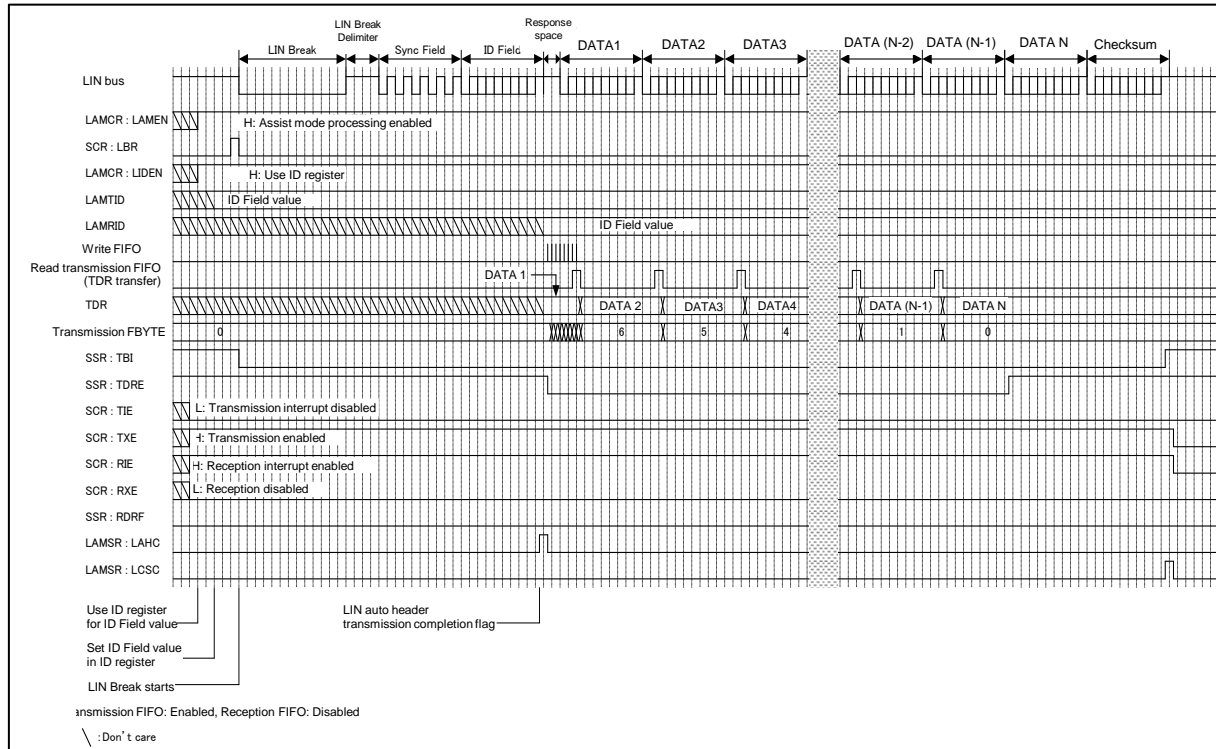 LIN Break
Delimiter
Response
space
LIN Break
Sync Field
ID Field
DATA1
DATA2
DATA3
DATA (N-2)
DATA (N-1)
DATA N
Checksum
LIN bus
LAMCR : LAMEN
H: Assist mode processing enabled
SCR : LBR
LAMCR : LIDEN
H: Use ID register
LAMTID
ID Field value
LAMRID
ID Field value
Write FIFO
Read transmission FIFO
(TDR transfer)
DATA 1
TDR
DATA 2
DATA3
DATA4
DATA (N-1)
DATA N
Transmission FBYTE
0
6
5
4
1
0
SSR : TBI
SSR : TDRE
SCR : TIE
L: Transmission interrupt disabled
SCR : TXE
H: Transmission enabled
SCR : RIE
H: Reception interrupt enabled
SCR : RXE
L: Reception disabled
SSR : RDRF
LAMSR : LAHC
LAMSR : LCSC
Use ID register
for ID Field value
LIN auto header
transmission completion flag
Set ID Field value
in ID register
LIN Break starts
ansmission FIFO: Enabled, Reception FIFO: Disabled
:Don't care